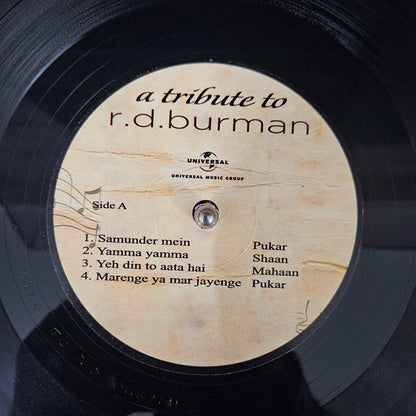 a tribute to
r.d.burman
UNIVERSAL
UNIVERSAL MUSIC GROUP
Side A
1. Samunder mein Pukar
2. Yamma yamma Shaan
3. Yeh din to aata hai Mahaan
4. Marenge ya mar jayenge Pukar